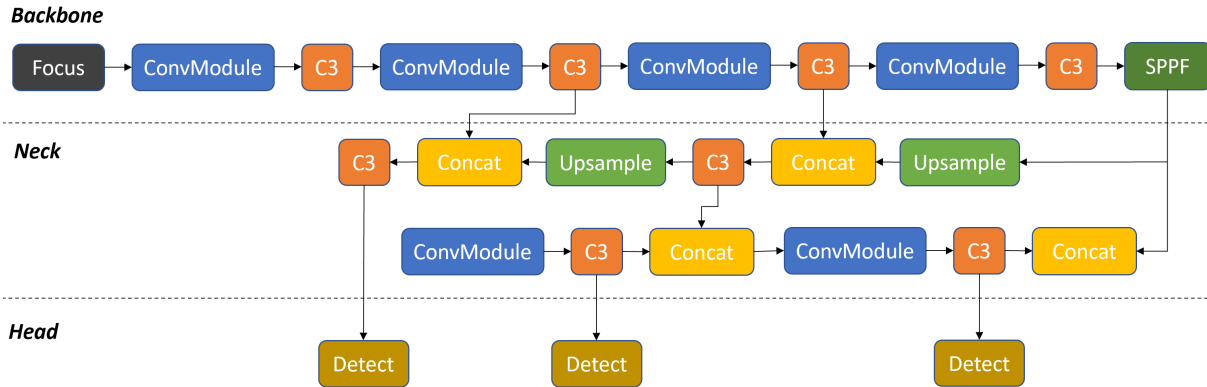 Backbone
Focus ConvModule C3 ConvModule C3 ConvModule C3 ConvModule C3 SPPF
Neck
C3 Concat Upsample C3 Concat Upsample
ConvModule C3 Concat ConvModule C3 Concat
Head
Detect Detect Detect